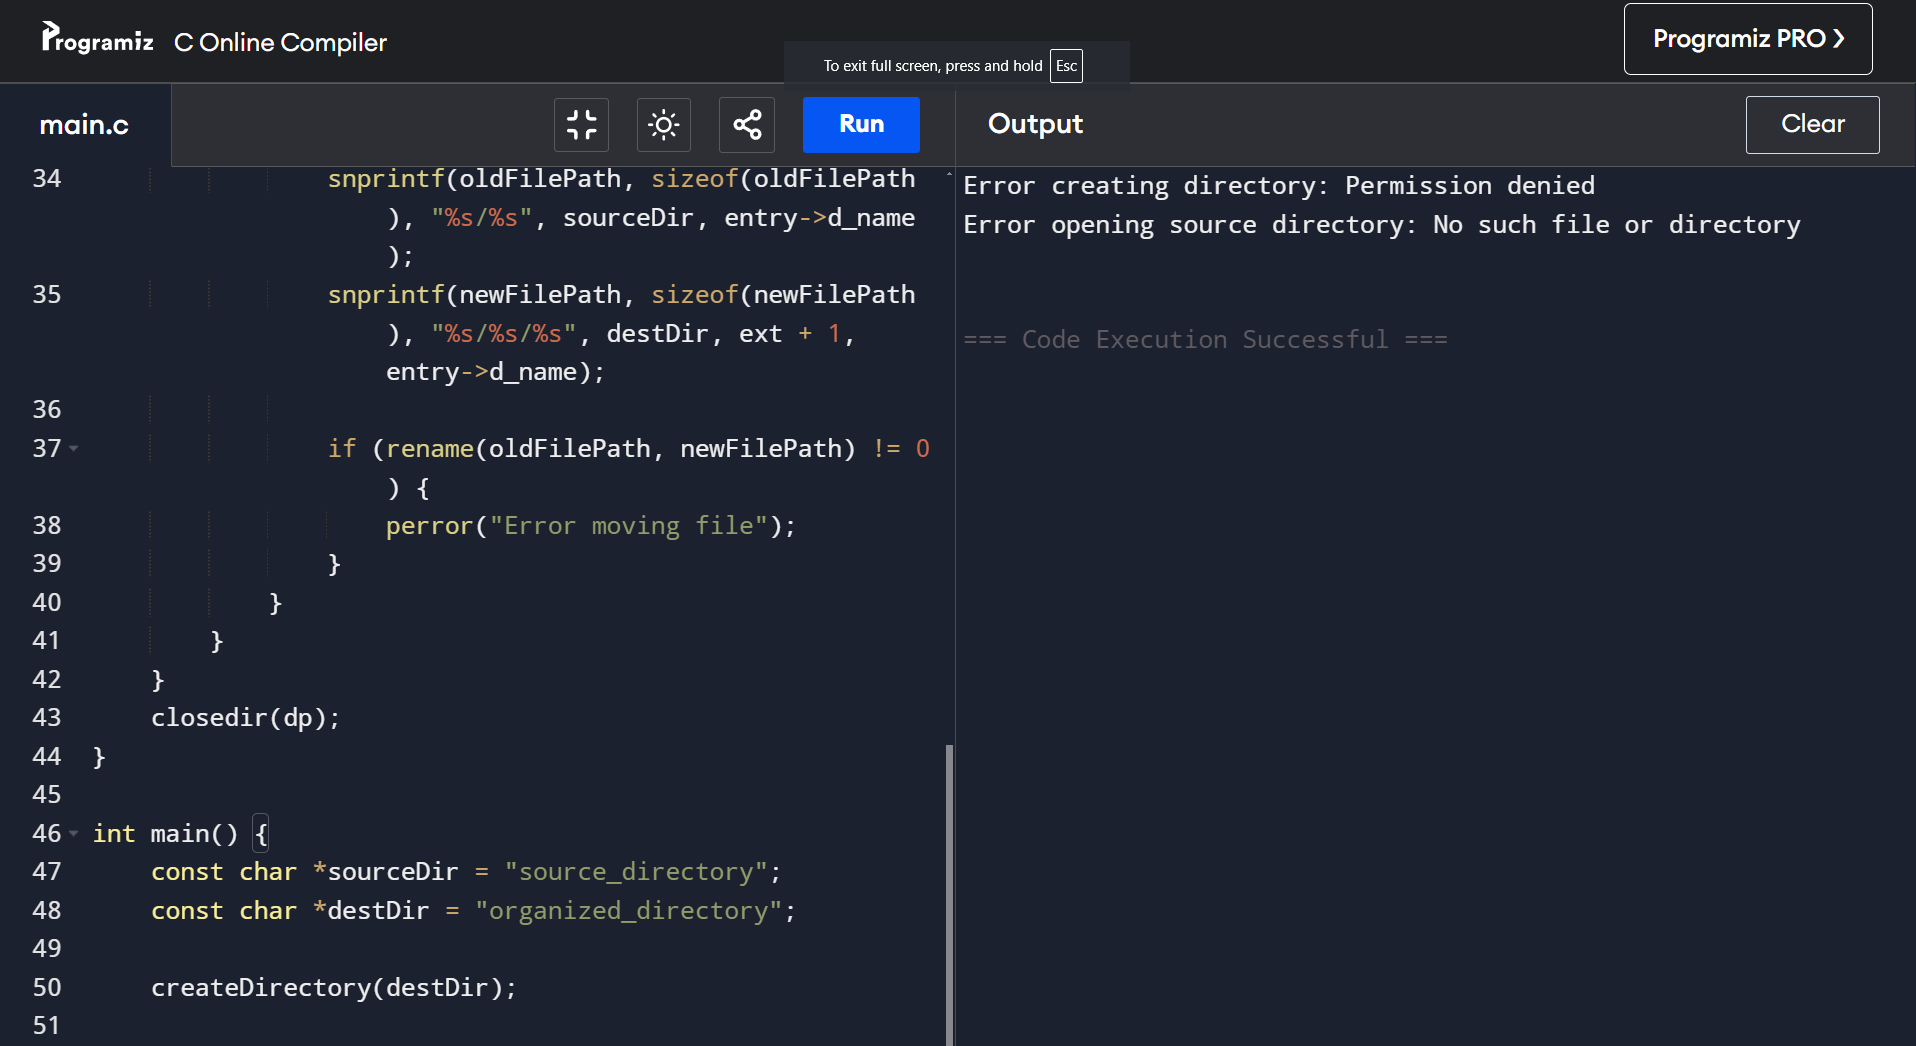 Programiz C Online Compiler
To exit full screen, press and hold Esc
Programiz PRO ❯
main.c
Run
Output
Clear
34 snprintf(oldFilePath, sizeof(oldFilePath
), "%s/%s", sourceDir, entry->d_name
);
35 snprintf(newFilePath, sizeof(newFilePath
), "%s/%s/%s", destDir, ext + 1,
entry->d_name);
36
37 if (rename(oldFilePath, newFilePath) != 0
) {
38 perror("Error moving file");
39 }
40 }
41 }
42 }
43 closedir(dp);
44 }
45
46 int main() {
47 const char *sourceDir = "source_directory";
48 const char *destDir = "organized_directory";
49
50 createDirectory(destDir);
51
Error creating directory: Permission denied
Error opening source directory: No such file or directory
=== Code Execution Successful ===